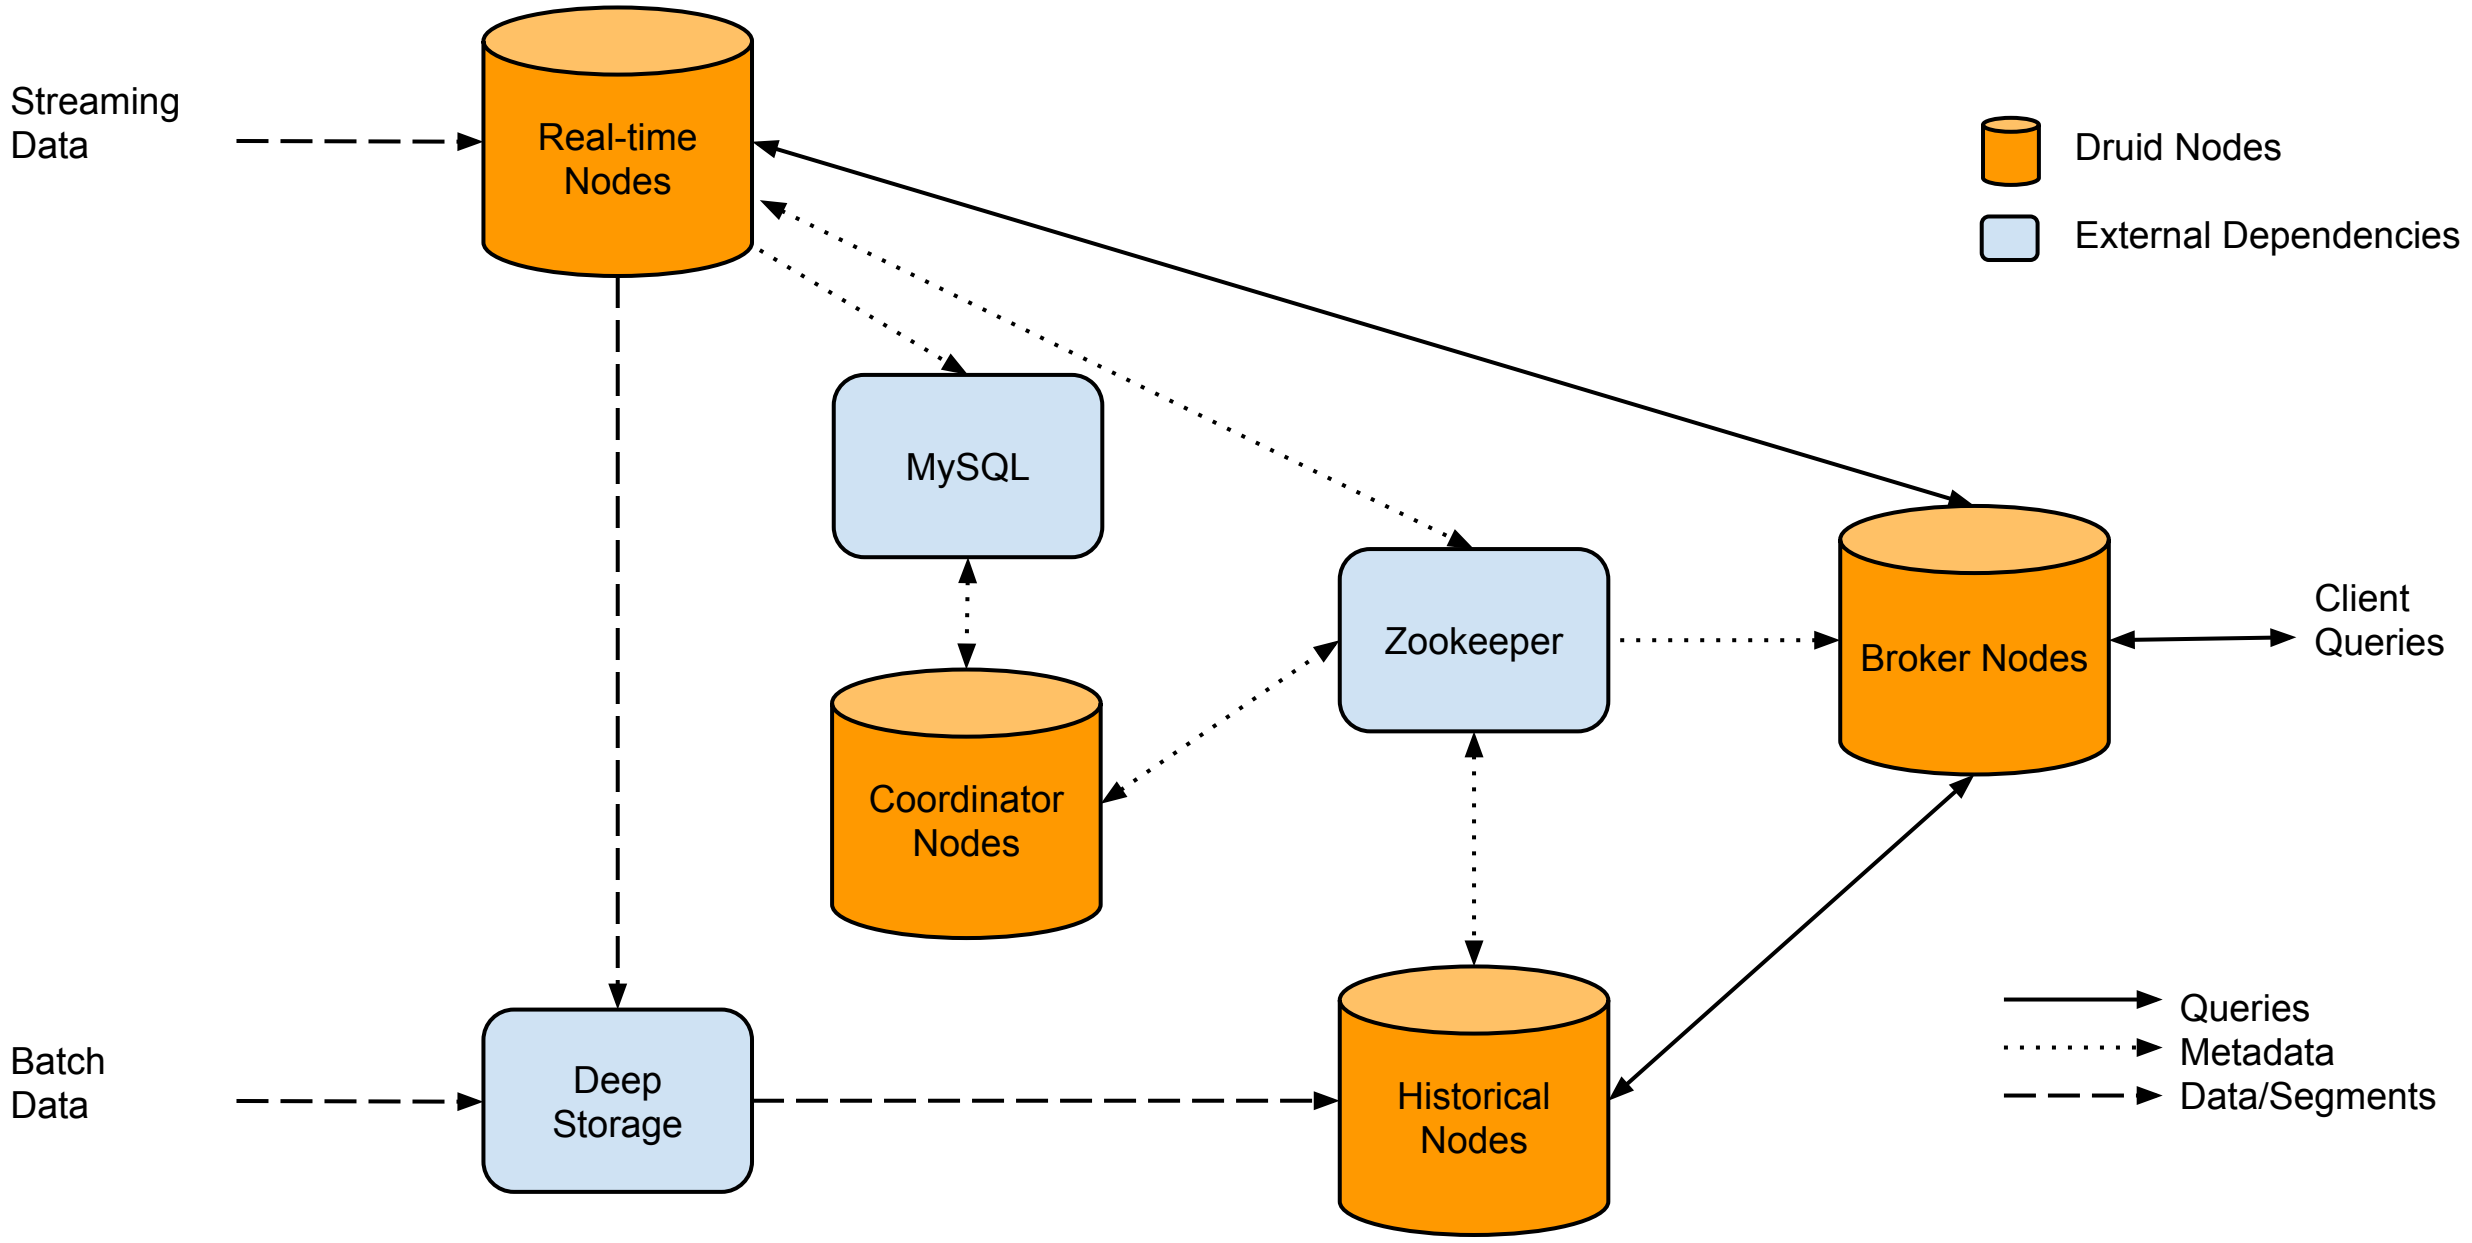 Streaming
Data
Real-time
Nodes
Druid Nodes
External Dependencies
MySQL
Zookeeper
Broker Nodes
Client
Queries
Coordinator
Nodes
Batch
Data
Deep
Storage
Historical
Nodes
Queries
Metadata
Data/Segments